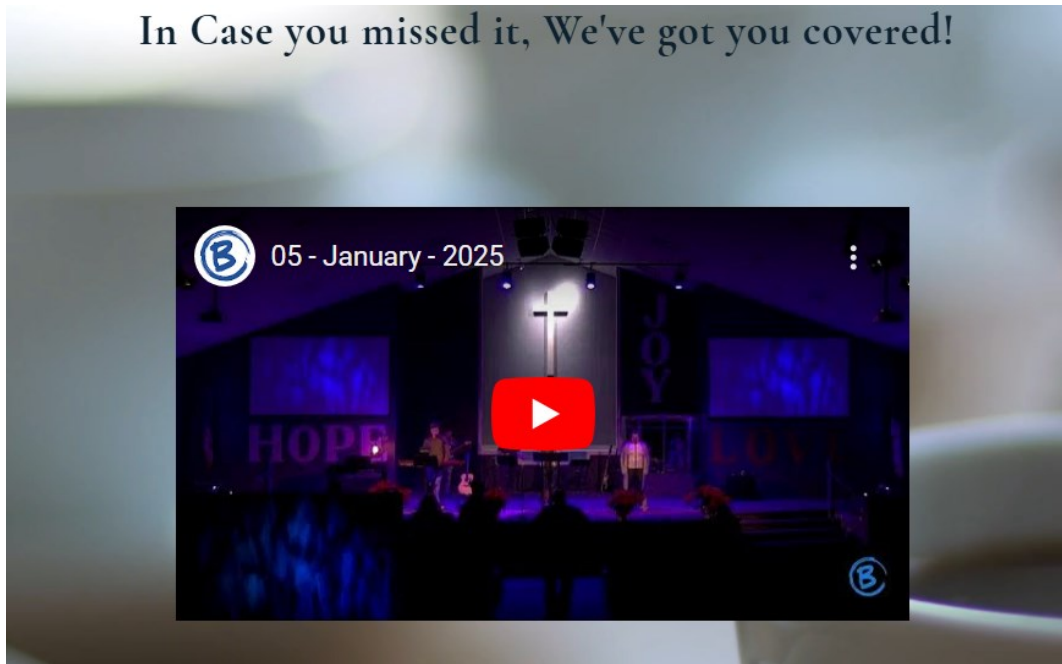 In Case you missed it, We've got you covered!
B
05 - January - 2025
JOY
HOPE
LOVE
B